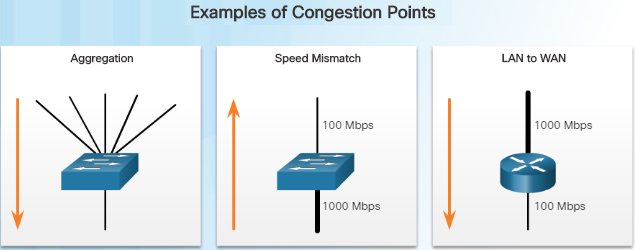 Examples of Congestion Points
Aggregation
Speed Mismatch
100 Mbps
1000 Mbps
LAN to WAN
1000 Mbps
100 Mbps